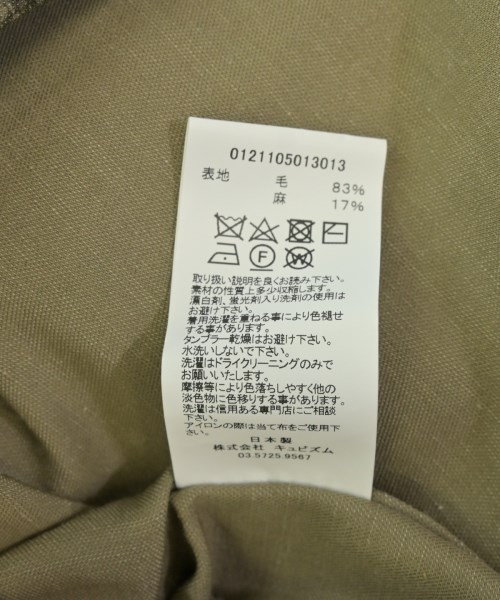 0121105013013
表地 毛 83%
麻 17%
F W
取り扱い説明を良くお読み下さい。
素材の性質上多少収縮します。
漂白剤、蛍光剤入り洗剤の使用は
お避け下さい。
着用洗濯を重ねる事により色褪せ
する事があります。
タンブラー乾燥はお避け下さい。
水洗いしないで下さい。
洗濯はドライクリーニングのみで
お願いいたします。
摩擦等により色落ちしやすく他の
淡色物に色移りする事があります。
洗濯は信用ある専門店にご相談
下さい。
アイロンの際は当て布をご使用下
さい。
日本製
株式会社 キュビズム
03.5725.9567